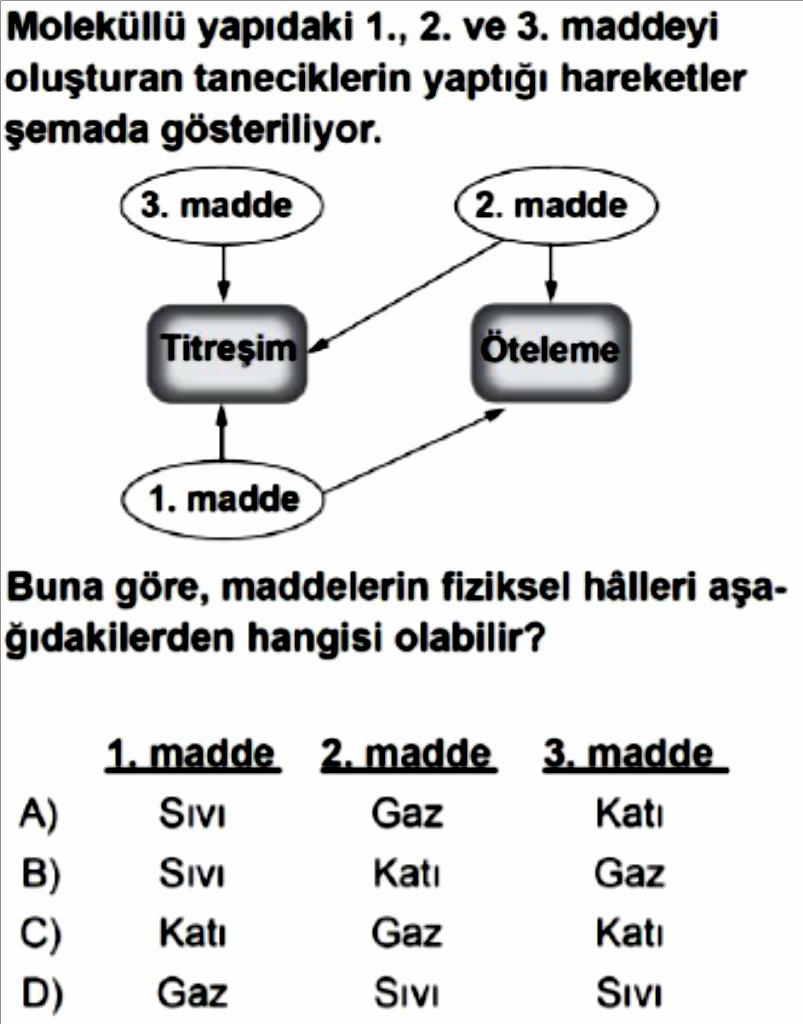 Moleküllü yapıdaki 1., 2. ve 3. maddeyi
oluşturan taneciklerin yaptığı hareketler
şemada gösteriliyor.
3. madde 2. madde
Titreşim Öteleme
1. madde
Buna göre, maddelerin fiziksel hâlleri aşa-
ğıdakilerden hangisi olabilir?
1. madde 2. madde 3. madde
A) Sıvı Gaz Katı
B) Sıvı Katı Gaz
C) Katı Gaz Katı
D) Gaz Sıvı Sıvı